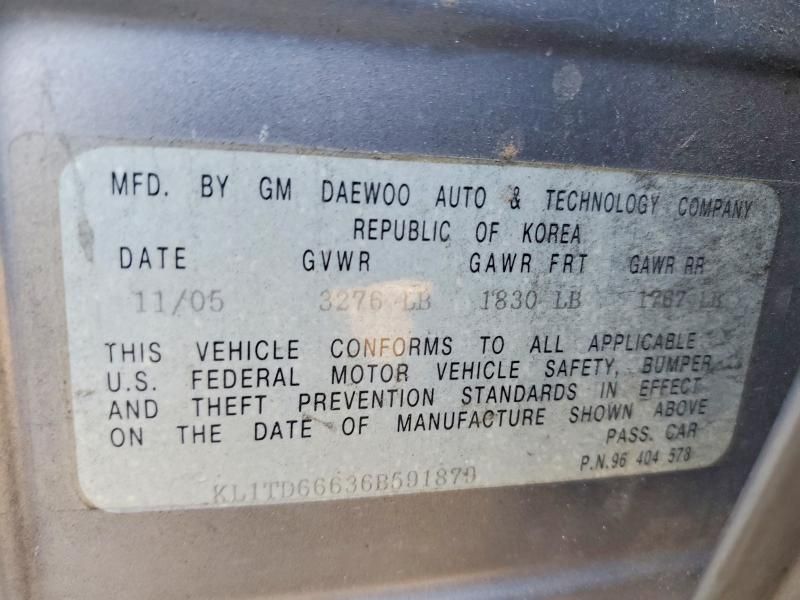 MFD. BY GM DAEWOO AUTO & TECHNOLOGY COMPANY
REPUBLIC OF KOREA
DATE GVWR GAWR FRT GAWR RR
11/05 3276 LB 1830 LB 1767 LB
THIS VEHICLE CONFORMS TO ALL APPLICABLE
U.S. FEDERAL MOTOR VEHICLE SAFETY, BUMPER,
AND THEFT PREVENTION STANDARDS IN EFFECT
ON THE DATE OF MANUFACTURE SHOWN ABOVE
PASS. CAR
P.N.96 404 578
KL1TD66636B591879